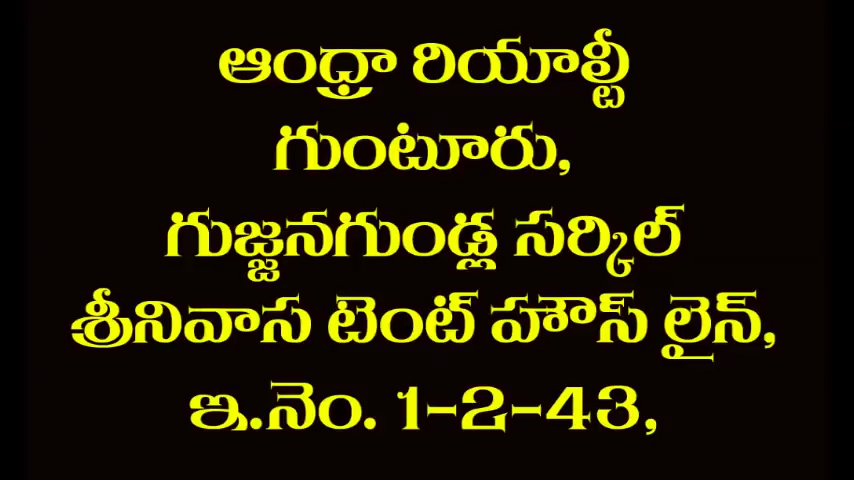 ఆంధ్రా రియాల్టీ
గుంటూరు,
గుజ్జనగుండ్ల సర్కిల్
శ్రీనివాస టెంట్ హౌస్ లైన్,
ఇ.నెం. 1-2-43,